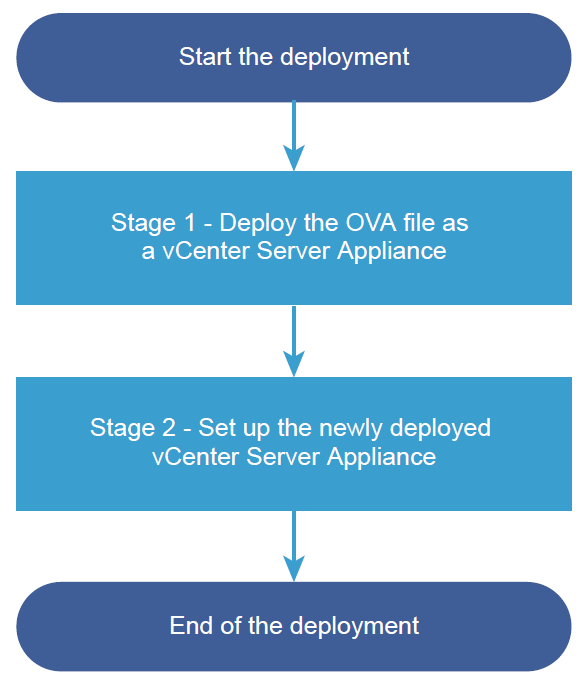 Start the deployment
Stage 1 - Deploy the OVA file as
a vCenter Server Appliance
Stage 2 - Set up the newly deployed
vCenter Server Appliance
End of the deployment